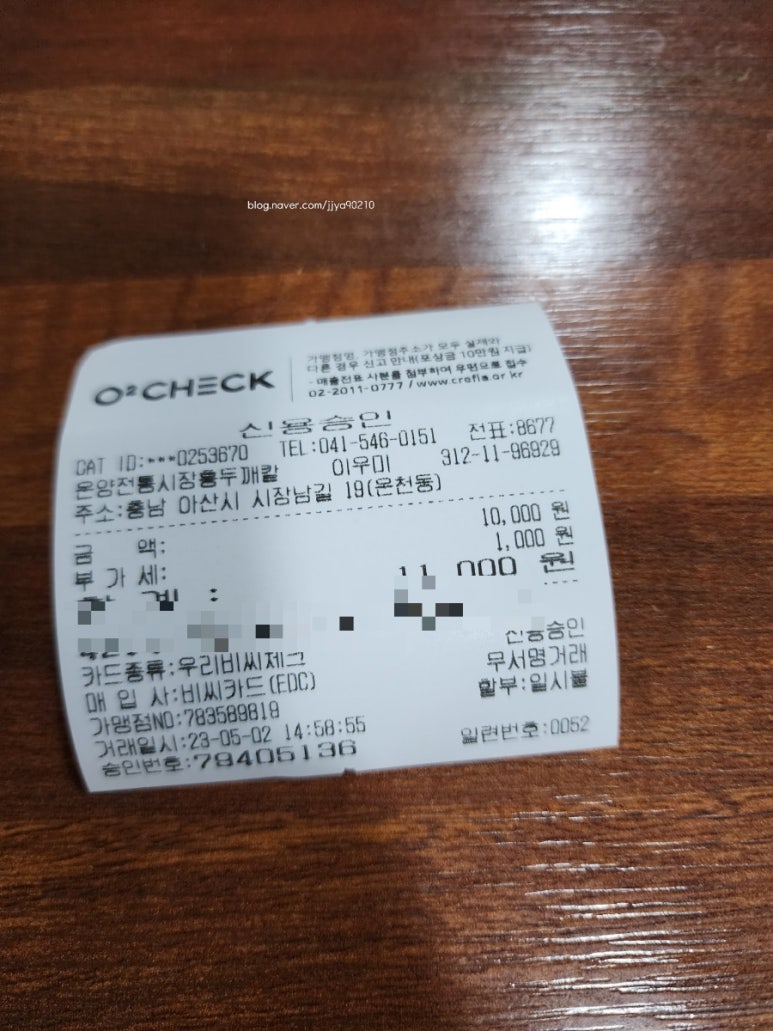 blog.naver.com/jjya90210
O²CHECK
가맹점명, 가맹점주소가 모두 실제와
다른 경우 신고 안내(포상금 10만원 지급)
- 매출전표 사본을 첨부하여 우편으로 접수
02-2011-0777 / www.crefia.or.kr
신용승인
CAT ID:***0253670 TEL:041-546-0151 전표:8677
온양전통시장홍두깨칼 이우미 312-11-96929
주소:충남 아산시 시장남길 19(온천동)
금 액: 10,000 원
부 가 세: 1,000 원
합 계 : 11,000 원
신용승인
카드종류:우리비씨체크 무서명거래
매 입 사:비씨카드(EDC) 할부:일시불
가맹점NO:783589819
거래일시:23-05-02 14:58:55 일련번호:0052
승인번호:79405136